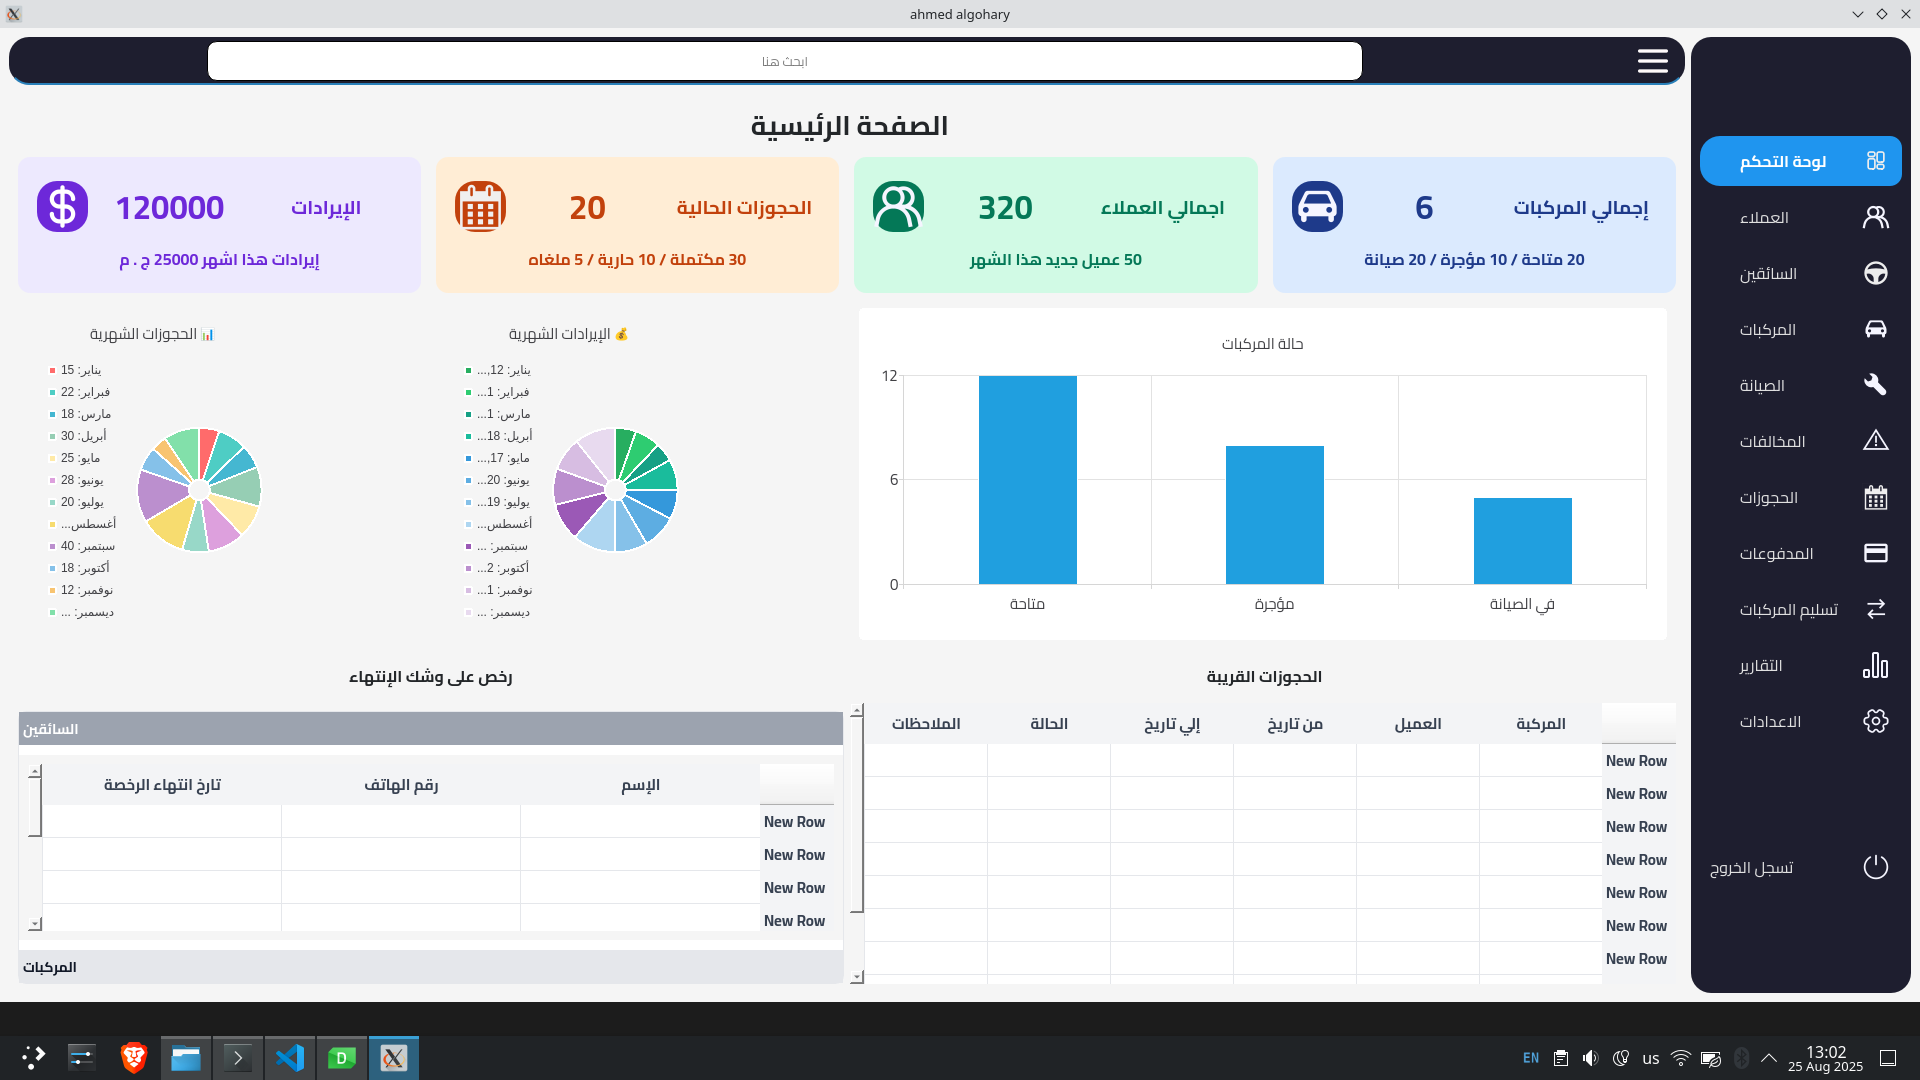 ahmed algohary
ابحث هنا
الصفحة الرئيسية
إجمالي المركبات
6
20 متاحة / 10 مؤجرة / 20 صيانة
اجمالي العملاء
320
50 عميل جديد هذا الشهر
الحجوزات الحالية
20
30 مكتملة / 10 حارية / 5 ملغاه
الإيرادات
120000
إيرادات هذا اشهر 25000 ج . م
لوحة التحكم
العملاء
السائقين
المركبات
الصيانة
المخالفات
الحجوزات
المدفوعات
تسليم المركبات
التقارير
الاعدادات
تسجل الخروج
حالة المركبات
12
6
0
متاحة
مؤجرة
في الصيانة
الإيرادات الشهرية
يناير: 12,...
فبراير: 1...
مارس: 1...
أبريل: 18...
مايو: 17,...
يونيو: 20...
يوليو: 19...
أغسطس...
سبتمبر: ...
أكتوبر: 2...
نوفمبر: 1...
ديسمبر: ...
الحجوزات الشهرية
يناير: 15
فبراير: 22
مارس: 18
أبريل: 30
مايو: 25
يونيو: 28
يوليو: 20
أغسطس...
سبتمبر: 40
أكتوبر: 18
نوفمبر: 12
ديسمبر: ...
الحجوزات القريبة
المركبة العميل من تاريخ إلي تاريخ الحالة الملاحظات
New Row
New Row
New Row
New Row
New Row
New Row
New Row
رخص على وشك الإنتهاء
السائقين
الإسم رقم الهاتف تارخ انتهاء الرخصة
New Row
New Row
New Row
New Row
المركبات
D
EN
us
13:02
25 Aug 2025